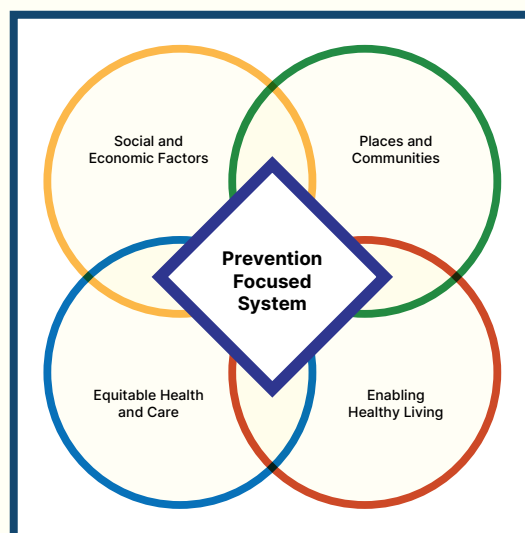 Social and
Economic Factors
Places and
Communities
Prevention
Focused
System
Equitable Health
and Care
Enabling
Healthy Living